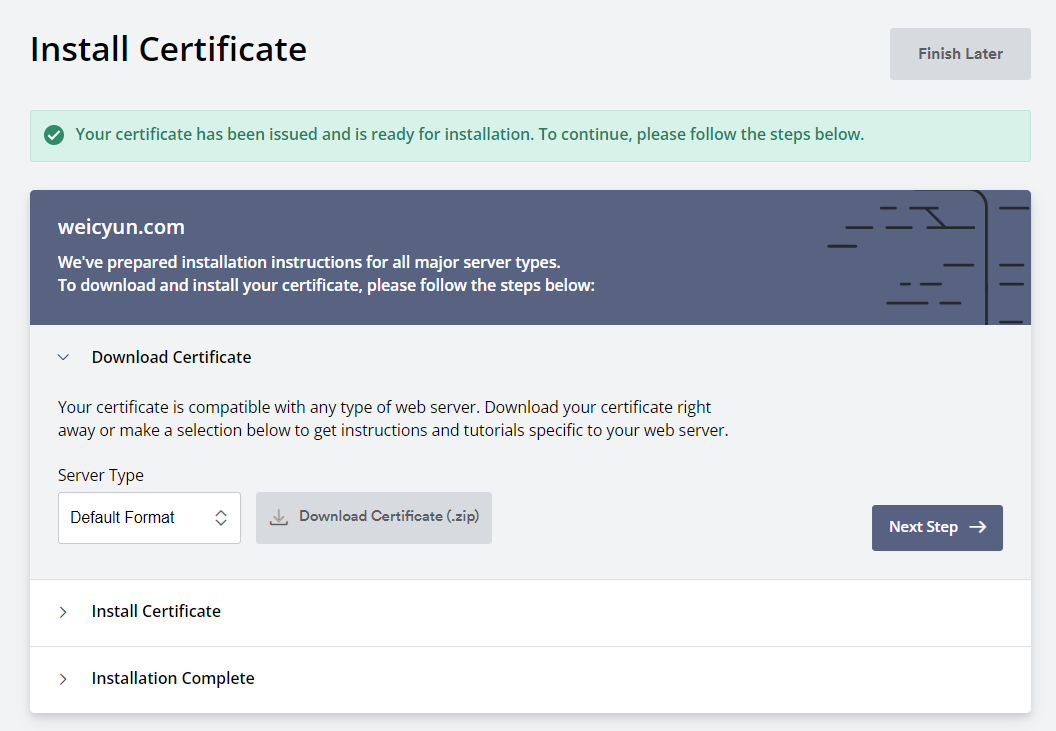 Install Certificate
Finish Later
Your certificate has been issued and is ready for installation. To continue, please follow the steps below.
weicyun.com
We've prepared installation instructions for all major server types.
To download and install your certificate, please follow the steps below:
Download Certificate
Your certificate is compatible with any type of web server. Download your certificate right
away or make a selection below to get instructions and tutorials specific to your web server.
Server Type
Default Format
Download Certificate (.zip)
Next Step
Install Certificate
Installation Complete